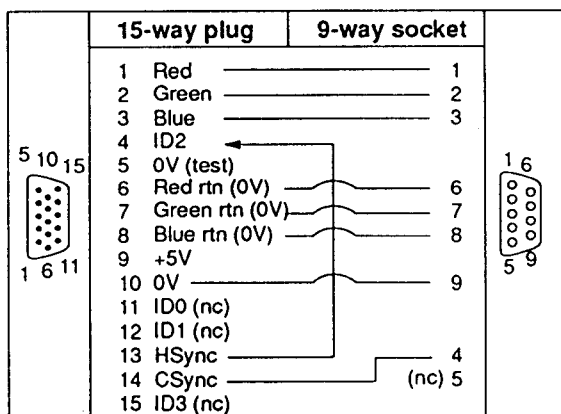 15-way plug 9-way socket
1 Red 1
2 Green 2
3 Blue 3
4 ID2
5 0V (test)
6 Red rtn (0V) 6
7 Green rtn (0V) 7
8 Blue rtn (0V) 8
9 +5V
10 0V 9
11 ID0 (nc)
12 ID1 (nc)
13 HSync 4
14 CSync (nc) 5
15 ID3 (nc)
5 10 15
1 6 11
1 6
5 9